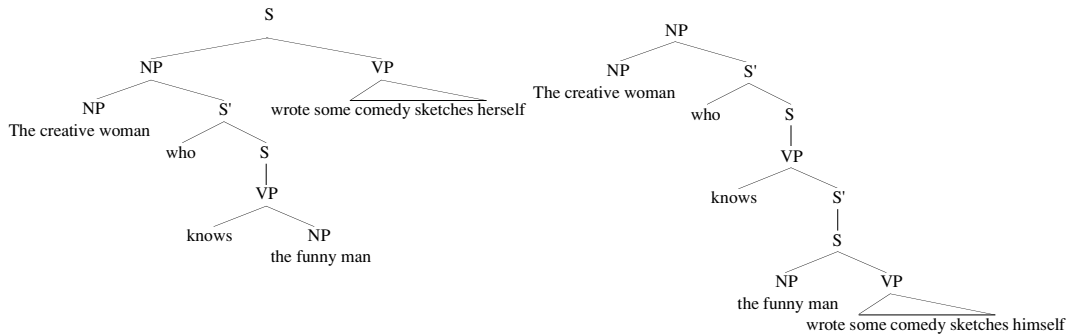 S
NP VP
NP S' wrote some comedy sketches herself
The creative woman who S
VP
knows NP
the funny man
NP
NP S'
The creative woman who S
VP
knows S'
S
NP VP
the funny man wrote some comedy sketches himself